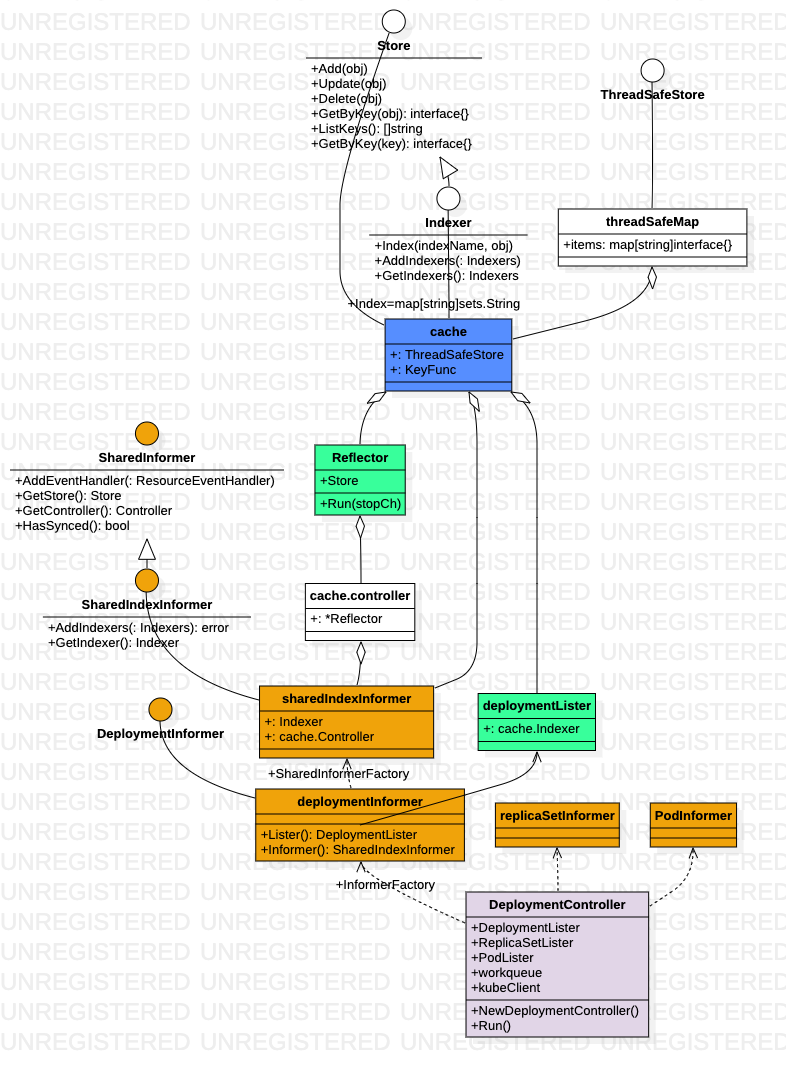 Store
+Add(obj)
+Update(obj)
+Delete(obj)
+GetByKey(obj): interface{}
+ListKeys(): []string
+GetByKey(key): interface{}
ThreadSafeStore
Indexer
+Index(indexName, obj)
+AddIndexers(: Indexers)
+GetIndexers(): Indexers
threadSafeMap
+items: map[string]interface{}
+Index=map[string]sets.String
cache
+: ThreadSafeStore
+: KeyFunc
SharedInformer
+AddEventHandler(: ResourceEventHandler)
+GetStore(): Store
+GetController(): Controller
+HasSynced(): bool
Reflector
+Store
+Run(stopCh)
SharedIndexInformer
+AddIndexers(: Indexers): error
+GetIndexer(): Indexer
cache.controller
+: *Reflector
DeploymentInformer
sharedIndexInformer
+: Indexer
+: cache.Controller
deploymentLister
+: cache.Indexer
+SharedInformerFactory
deploymentInformer
+Lister(): DeploymentLister
+Informer(): SharedIndexInformer
replicaSetInformer
PodInformer
+InformerFactory
DeploymentController
+DeploymentLister
+ReplicaSetLister
+PodLister
+workqueue
+kubeClient
+NewDeploymentController()
+Run()
UNREGISTERED UNREGISTERED UNREGISTERED UNREGISTERED